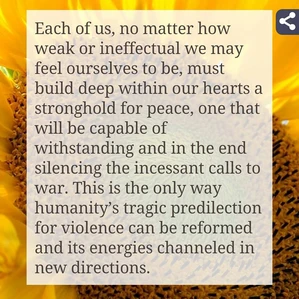 Each of us, no matter how
weak or ineffectual we may
feel ourselves to be, must
build deep within our hearts a
stronghold for peace, one that
will be capable of
withstanding and in the end
silencing the incessant calls to
war. This is the only way
humanity’s tragic predilection
for violence can be reformed
and its energies channeled in
new directions.